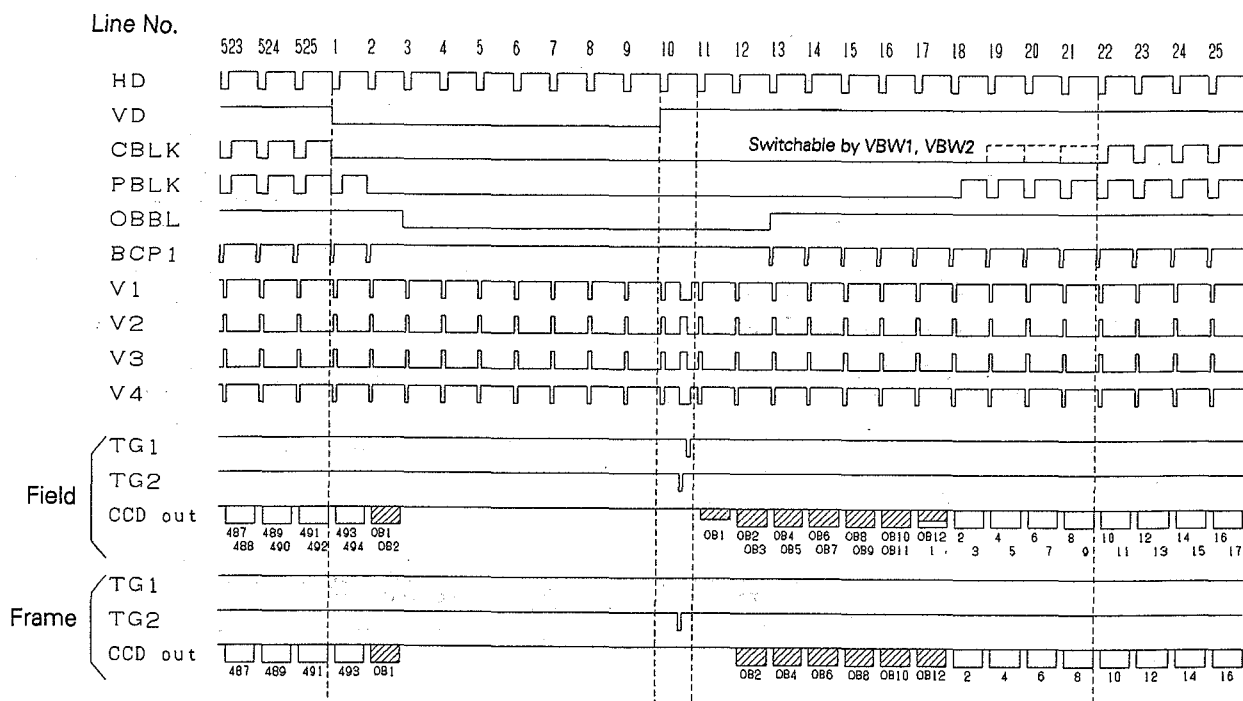 Line No.
523 524 525 1 2 3 4 5 6 7 8 9 10 11 12 13 14 15 16 17 18 19 20 21 22 23 24 25
HD
VD
CBLK Switchable by VBW1, VBW2
PBLK
OBBL
BCP1
V1
V2
V3
V4
Field
TG1
TG2
CCD out
487 489 491 493 OB1 OB1 OB2 OB4 OB6 OB8 OB10 OB12 2 4 6 8 10 12 14 16
488 490 492 494 OB2 OB3 OB5 OB7 OB9 OB11 1 3 5 7 9 11 13 15 17
Frame
TG1
TG2
CCD out
487 489 491 493 OB1 OB2 OB4 OB6 OB8 OB10 OB12 2 4 6 8 10 12 14 16